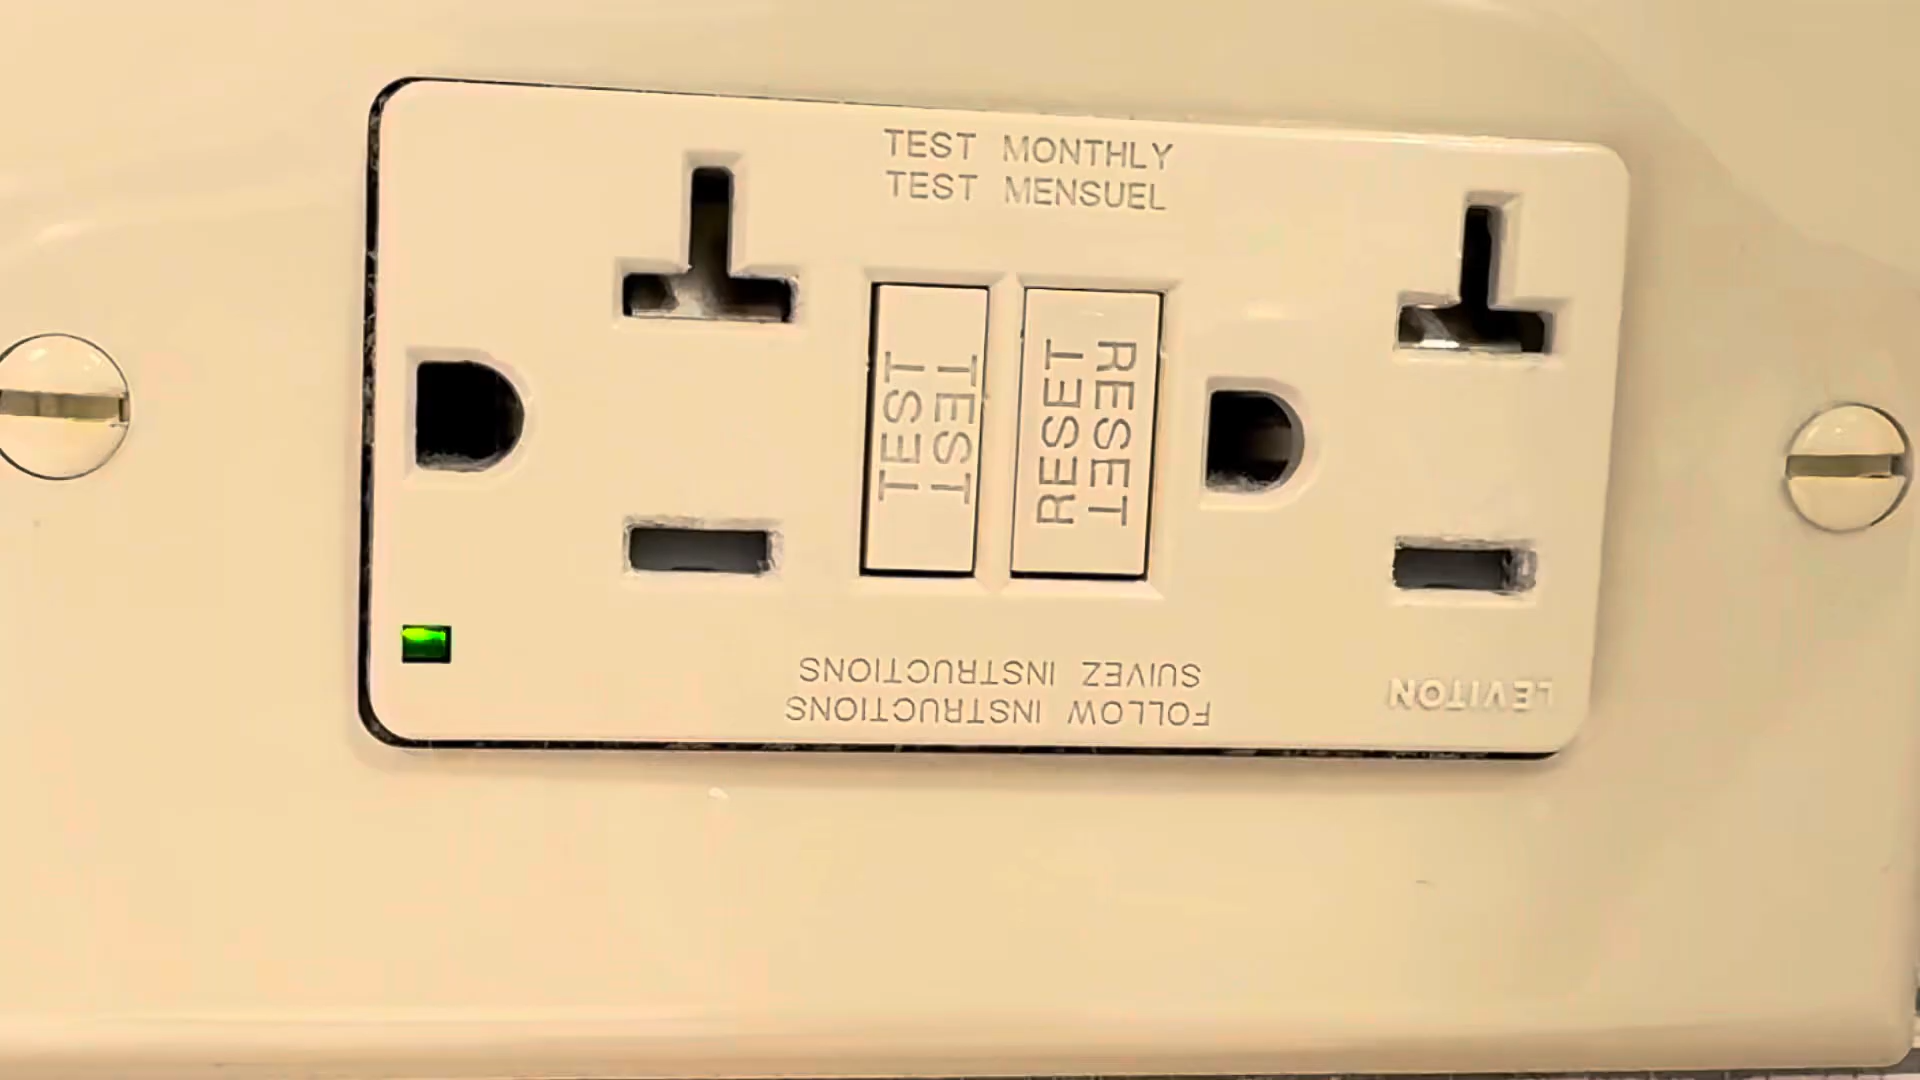 TEST MONTHLY
TEST MENSUEL
TEST
TEST
RESET
RESET
SUIVEZ INSTRUCTIONS
FOLLOW INSTRUCTIONS
LEVITON